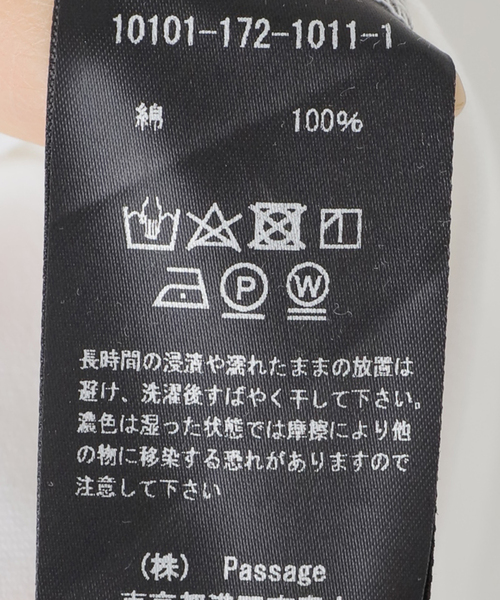 10101-172-1011-1
綿 100%
P W
長時間の浸漬や濡れたままの放置は
避け、洗濯後すばやく干して下さい。
濃色は湿った状態では摩擦により他
の物に移染する恐れがありますので
注意して下さい
(株) Passage